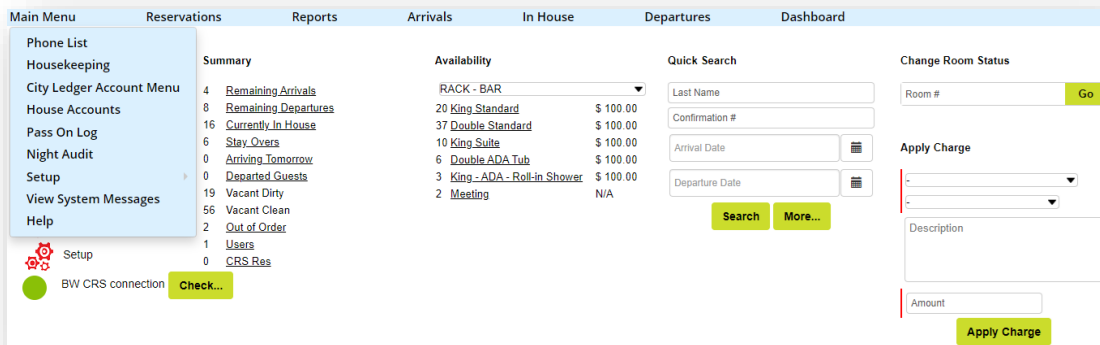 Main Menu Reservations Reports Arrivals In House Departures Dashboard
Phone List
Housekeeping
City Ledger Account Menu
House Accounts
Pass On Log
Night Audit
Setup
View System Messages
Help
Setup
BW CRS connection Check...
Summary
4 Remaining Arrivals
8 Remaining Departures
16 Currently In House
6 Stay Overs
0 Arriving Tomorrow
0 Departed Guests
19 Vacant Dirty
56 Vacant Clean
2 Out of Order
1 Users
0 CRS Res
Availability
RACK - BAR
20 King Standard $ 100.00
37 Double Standard $ 100.00
10 King Suite $ 100.00
6 Double ADA Tub $ 100.00
3 King - ADA - Roll-in Shower $ 100.00
2 Meeting N/A
Quick Search
Last Name
Confirmation #
Arrival Date
Departure Date
Search More...
Change Room Status
Room # Go
Apply Charge
-
-
Description
Amount
Apply Charge